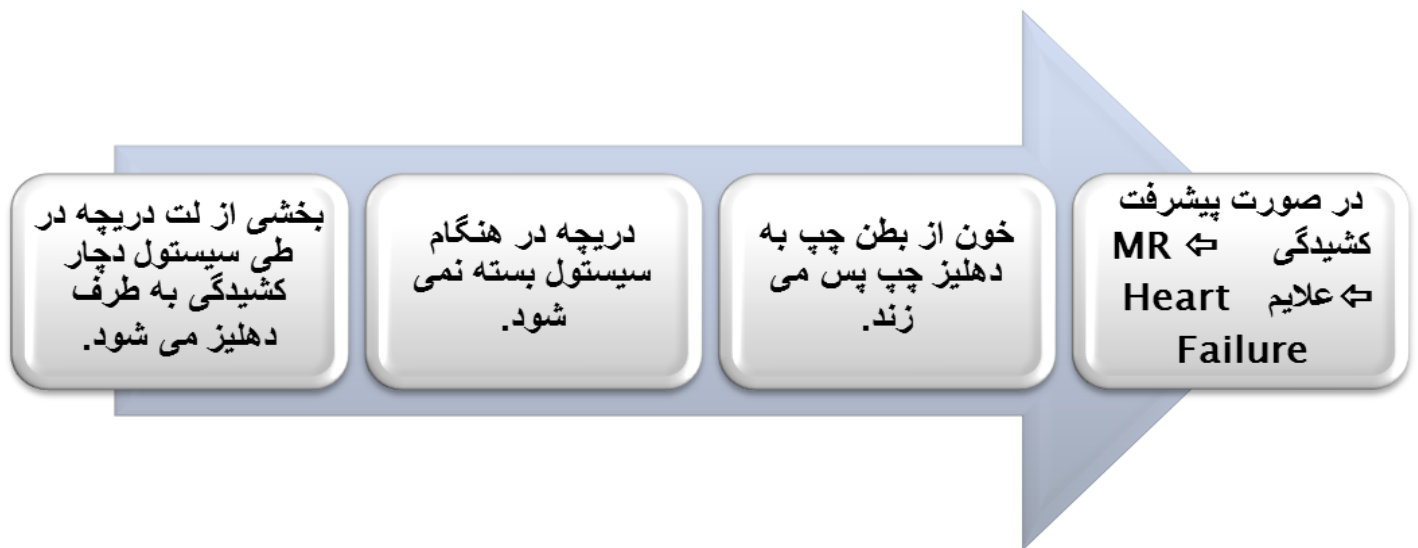 بخشی از لت دریچه در
طی سیستول دچار
کشیدگی به طرف
دهلیز می شود.
دریچه در هنگام
سیستول بسته نمی
شود.
خون از بطن چپ به
دهلیز چپ پس می
زند.
در صورت پیشرفت
کشیدگی ⇦ MR
⇦ علایم Heart
Failure